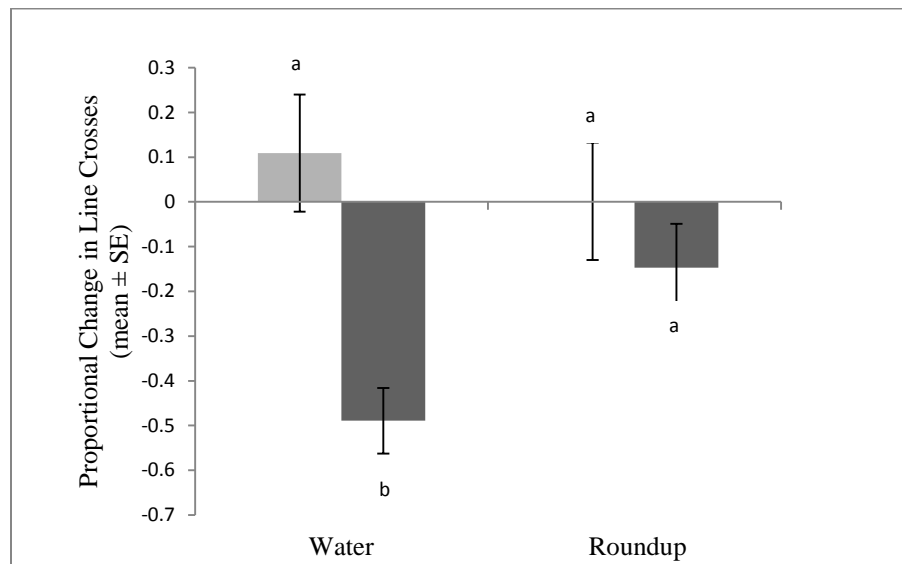 Proportional Change in Line Crosses
(mean ± SE)
0.3
0.2
0.1
0
-0.1
-0.2
-0.3
-0.4
-0.5
-0.6
-0.7
a
b
a
a
Water
Roundup